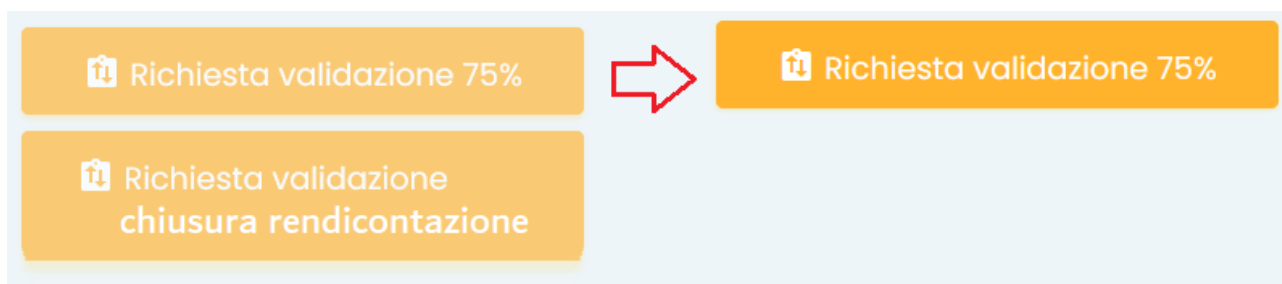 Richiesta validazione 75%
Richiesta validazione 75%
Richiesta validazione
chiusura rendicontazione